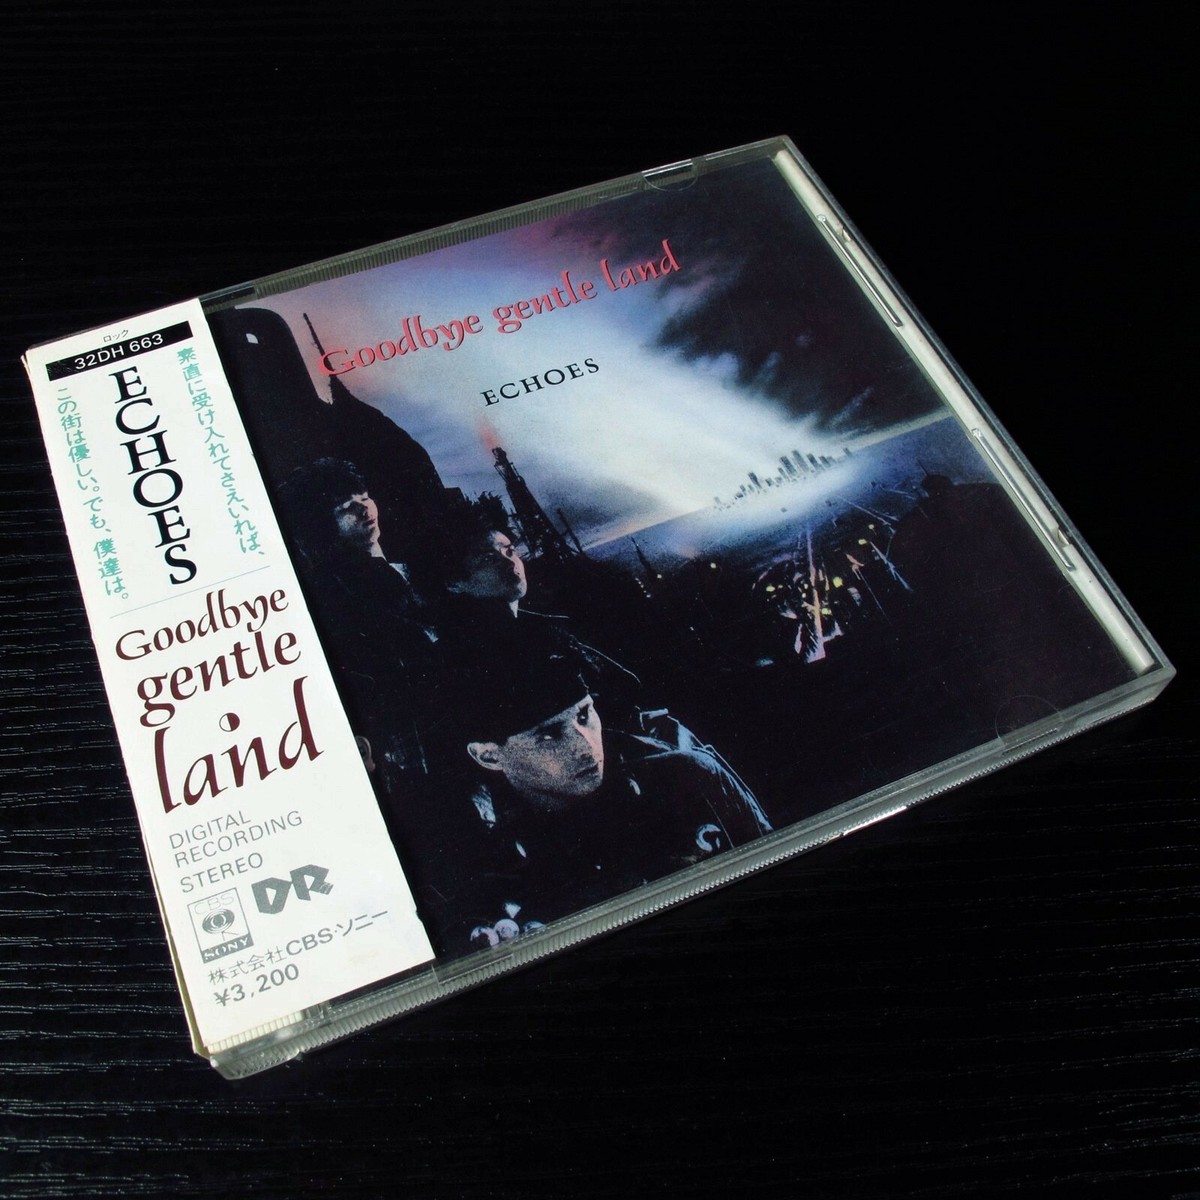 ロック
32DH 663
ECHOES
素直に受け入れてさえいれば、
この街は優しい。でも、僕達は。
Goodbye
gentle
land
DIGITAL
RECORDING
STEREO
DR
CBS
SONY
株式会社CBS・ソニー
¥3,200
Goodbye gentle land
ECHOES